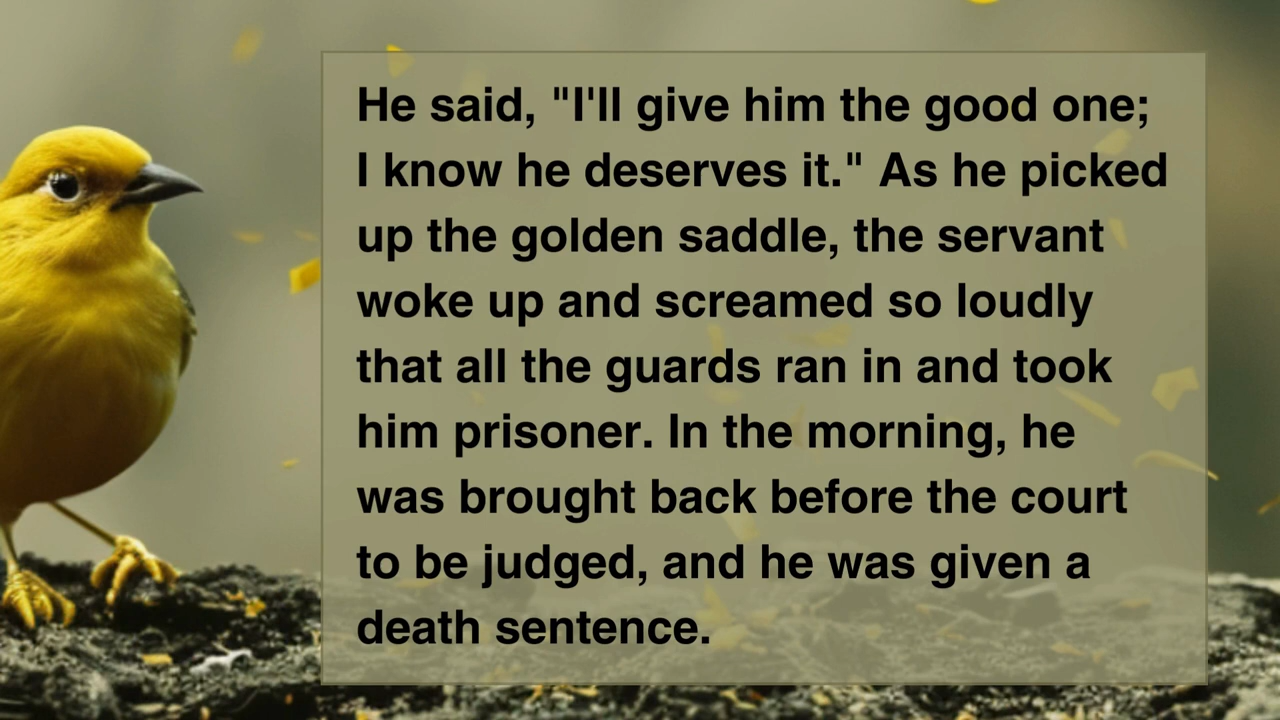 He said, "I'll give him the good one;
I know he deserves it." As he picked
up the golden saddle, the servant
woke up and screamed so loudly
that all the guards ran in and took
him prisoner. In the morning, he
was brought back before the court
to be judged, and he was given a
death sentence.